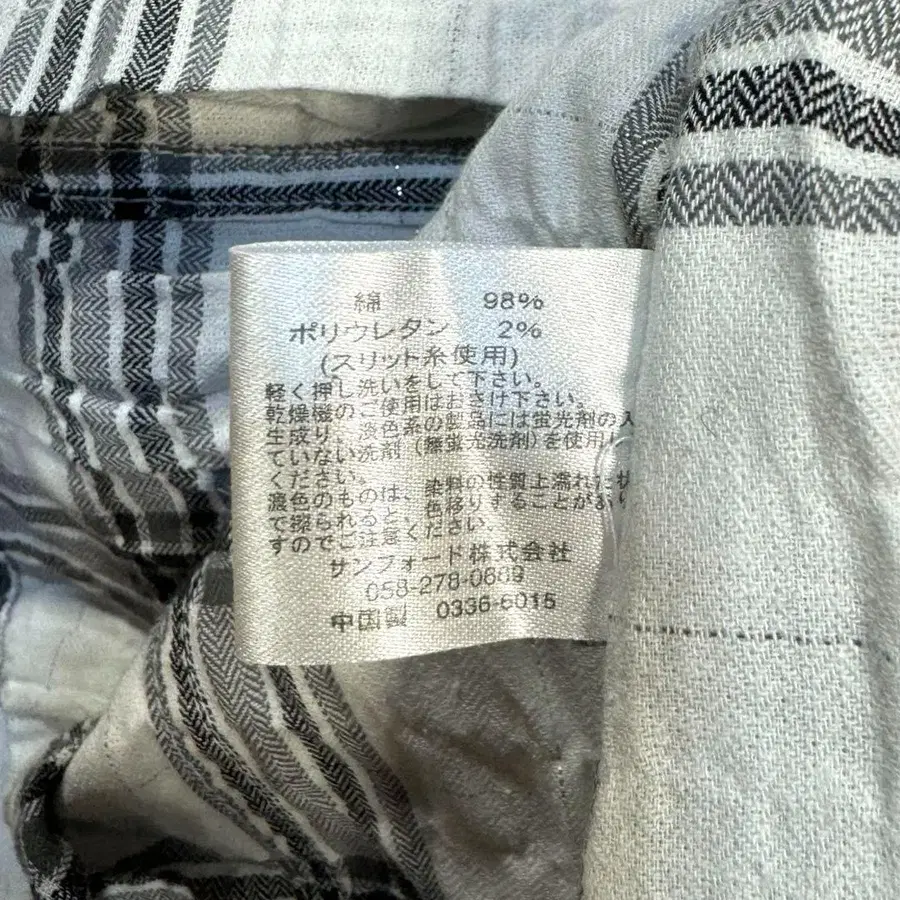 綿 98%
ポリウレタン 2%
(スリット糸使用)
軽く押し洗いをして下さい。
乾燥機のご使用はおさけ下さい。
生成り、淡色系の製品には蛍光剤の入
ていない洗剤 (無蛍光洗剤) を使用し
ください。
濃色のものは、染料の性質上濡れた状
で擦られると、色移りすることがあり
すのでご注意ください。
サンフォード株式会社
058-278-0669
中国製 0336-6015